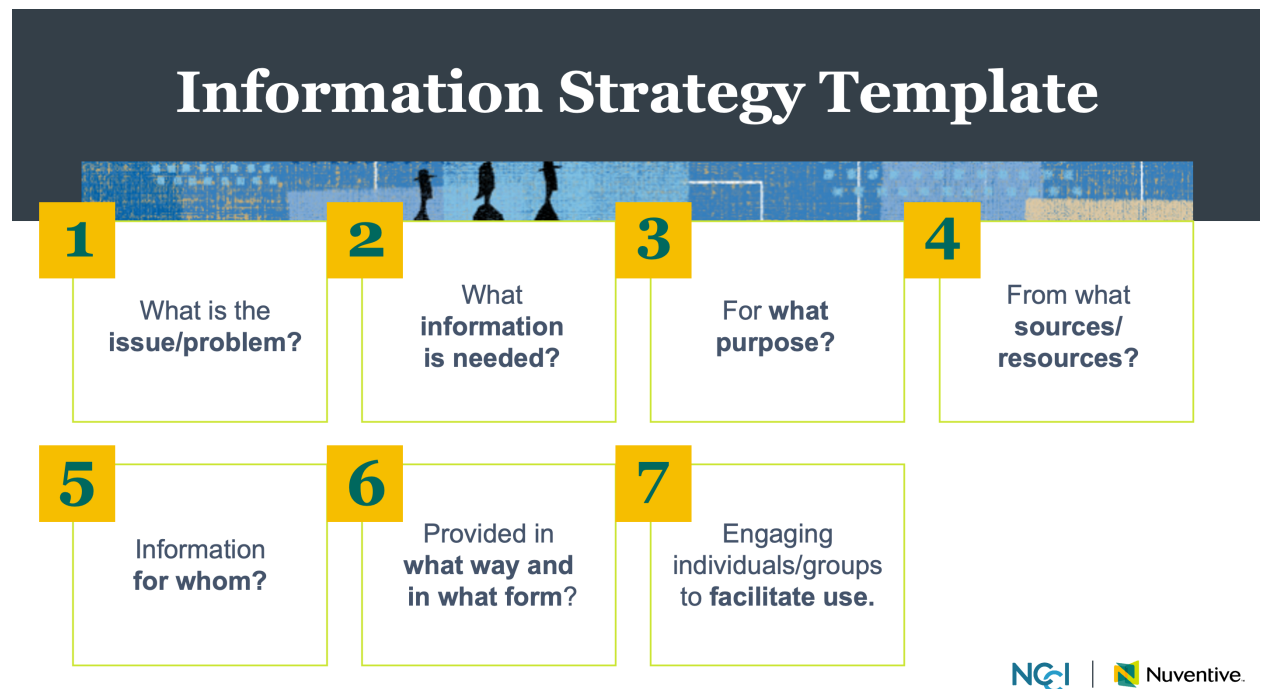 Information Strategy Template
1
What is the
issue/problem?
2
What
information
is needed?
3
For what
purpose?
4
From what
sources/
resources?
5
Information
for whom?
6
Provided in
what way and
in what form?
7
Engaging
individuals/groups
to facilitate use.
NCCI
Nuventive.